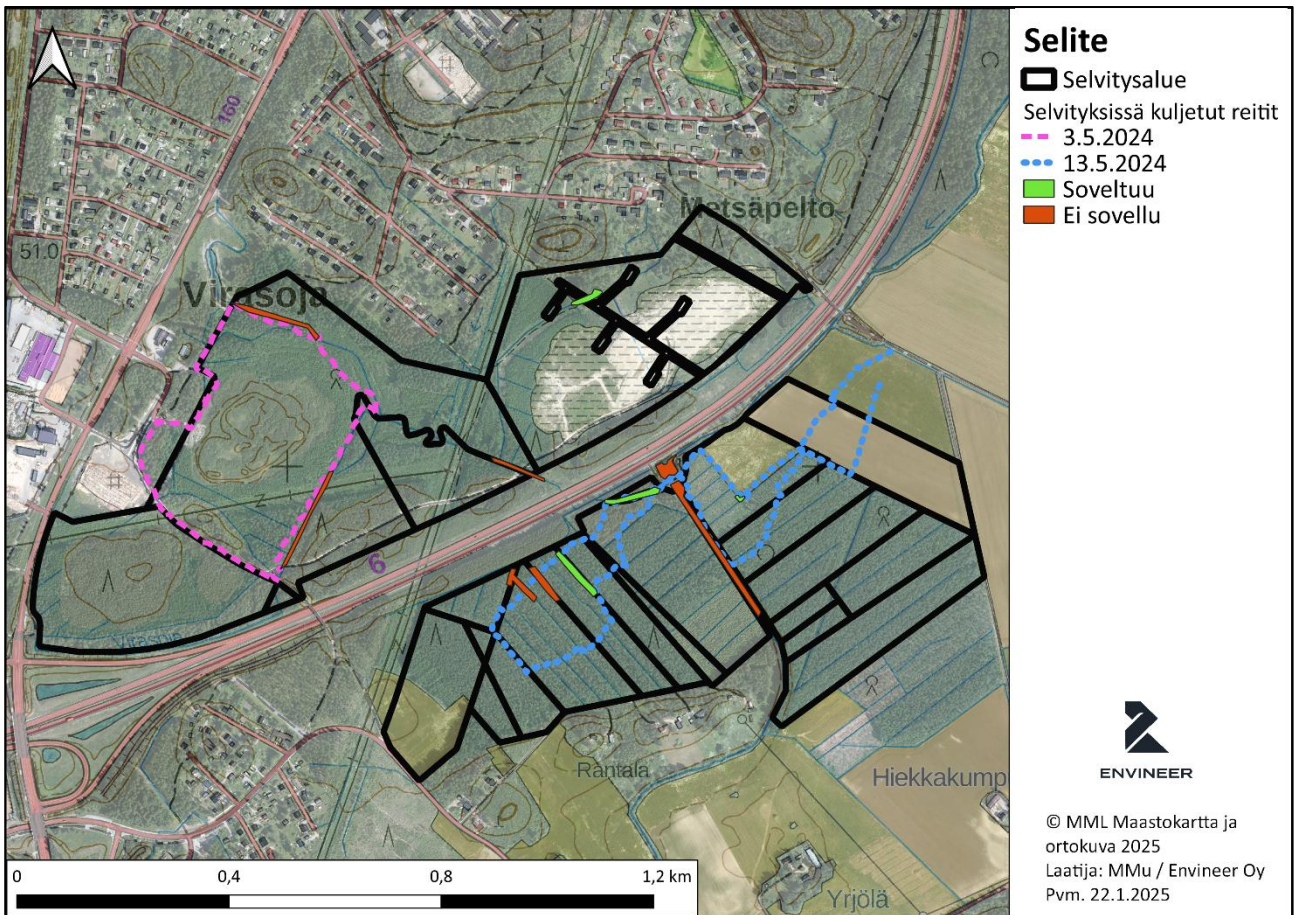 Selite
Selvitysalue
Selvityksissä kuljetut reitit
3.5.2024
13.5.2024
Soveltuu
Ei sovellu
160
Metsäpelto
51.0
Virasoja
6
Virasoja
Rantala
Hiekkakump
Yrjölä
0 0,4 0,8 1,2 km
ENVINEER
© MML Maastokartta ja
ortokuva 2025
Laatija: MMu / Envineer Oy
Pvm. 22.1.2025